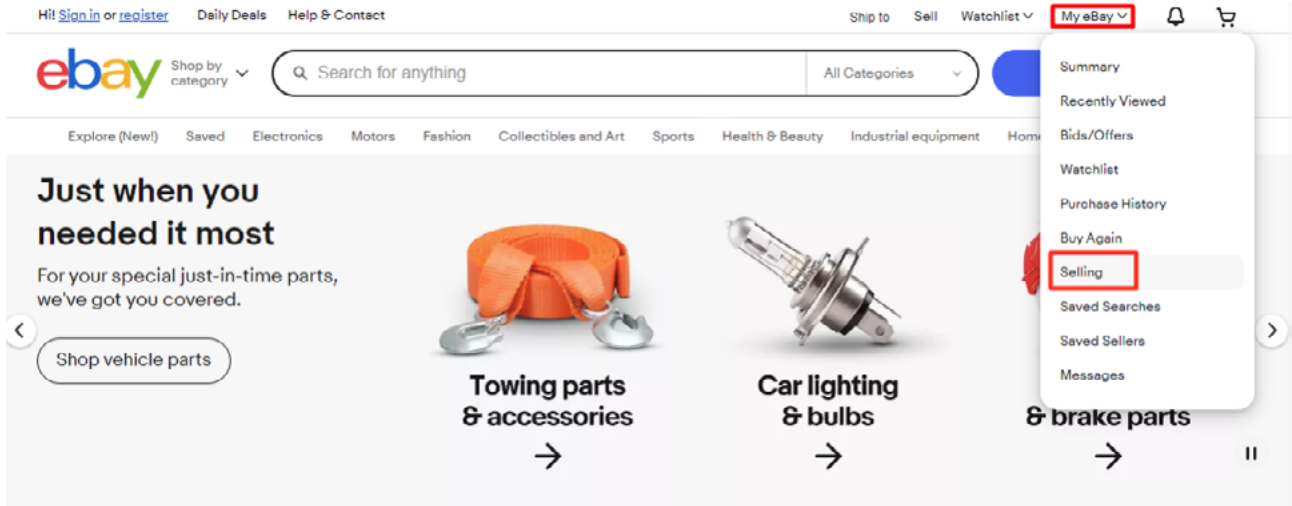 Hi! Sign in or register Daily Deals Help & Contact Ship to Sell Watchlist My eBay
ebay Shop by category Search for anything All Categories
Explore (New!) Saved Electronics Motors Fashion Collectibles and Art Sports Health & Beauty Industrial equipment Hom
Summary
Recently Viewed
Bids/Offers
Watchlist
Purchase History
Buy Again
Selling
Saved Searches
Saved Sellers
Messages
Just when you
needed it most
For your special just-in-time parts,
we've got you covered.
Shop vehicle parts
Towing parts
& accessories
Car lighting
& bulbs
& brake parts